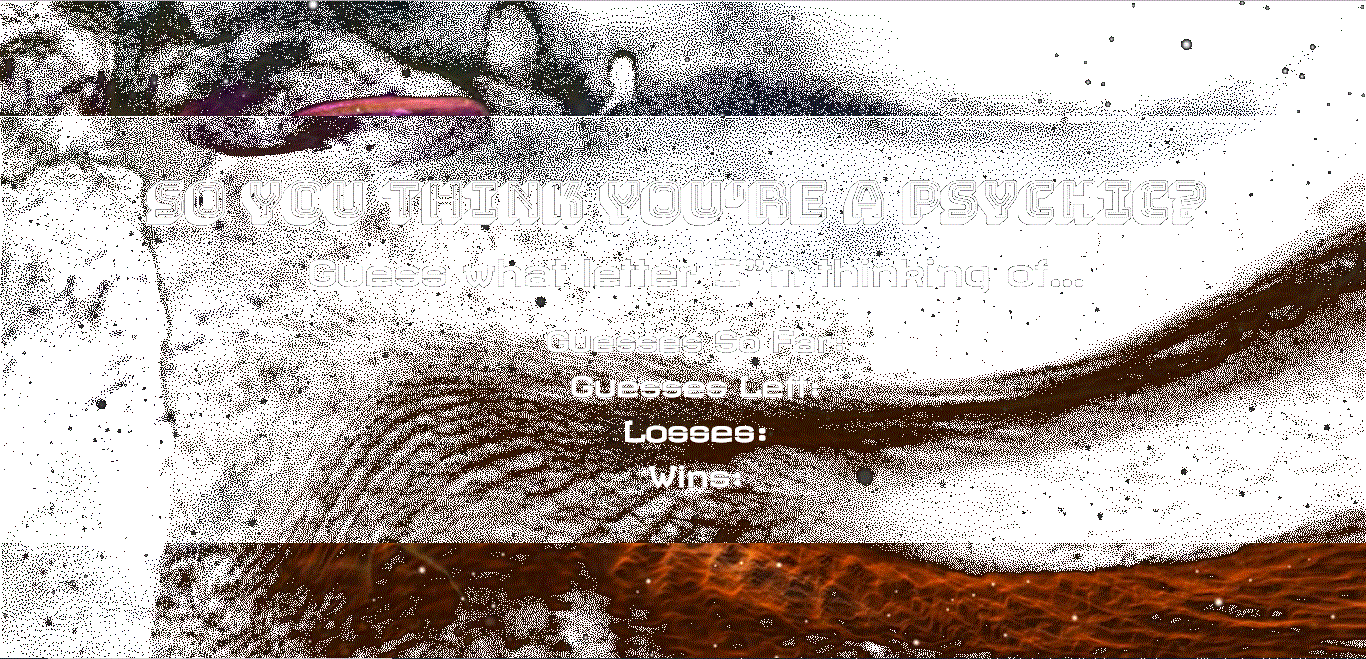 SO YOU THINK YOU'RE A PSYCHIC?
Guess what letter I'm thinking of...
Guesses So Far:
Guesses Left:
Losses:
Wins: